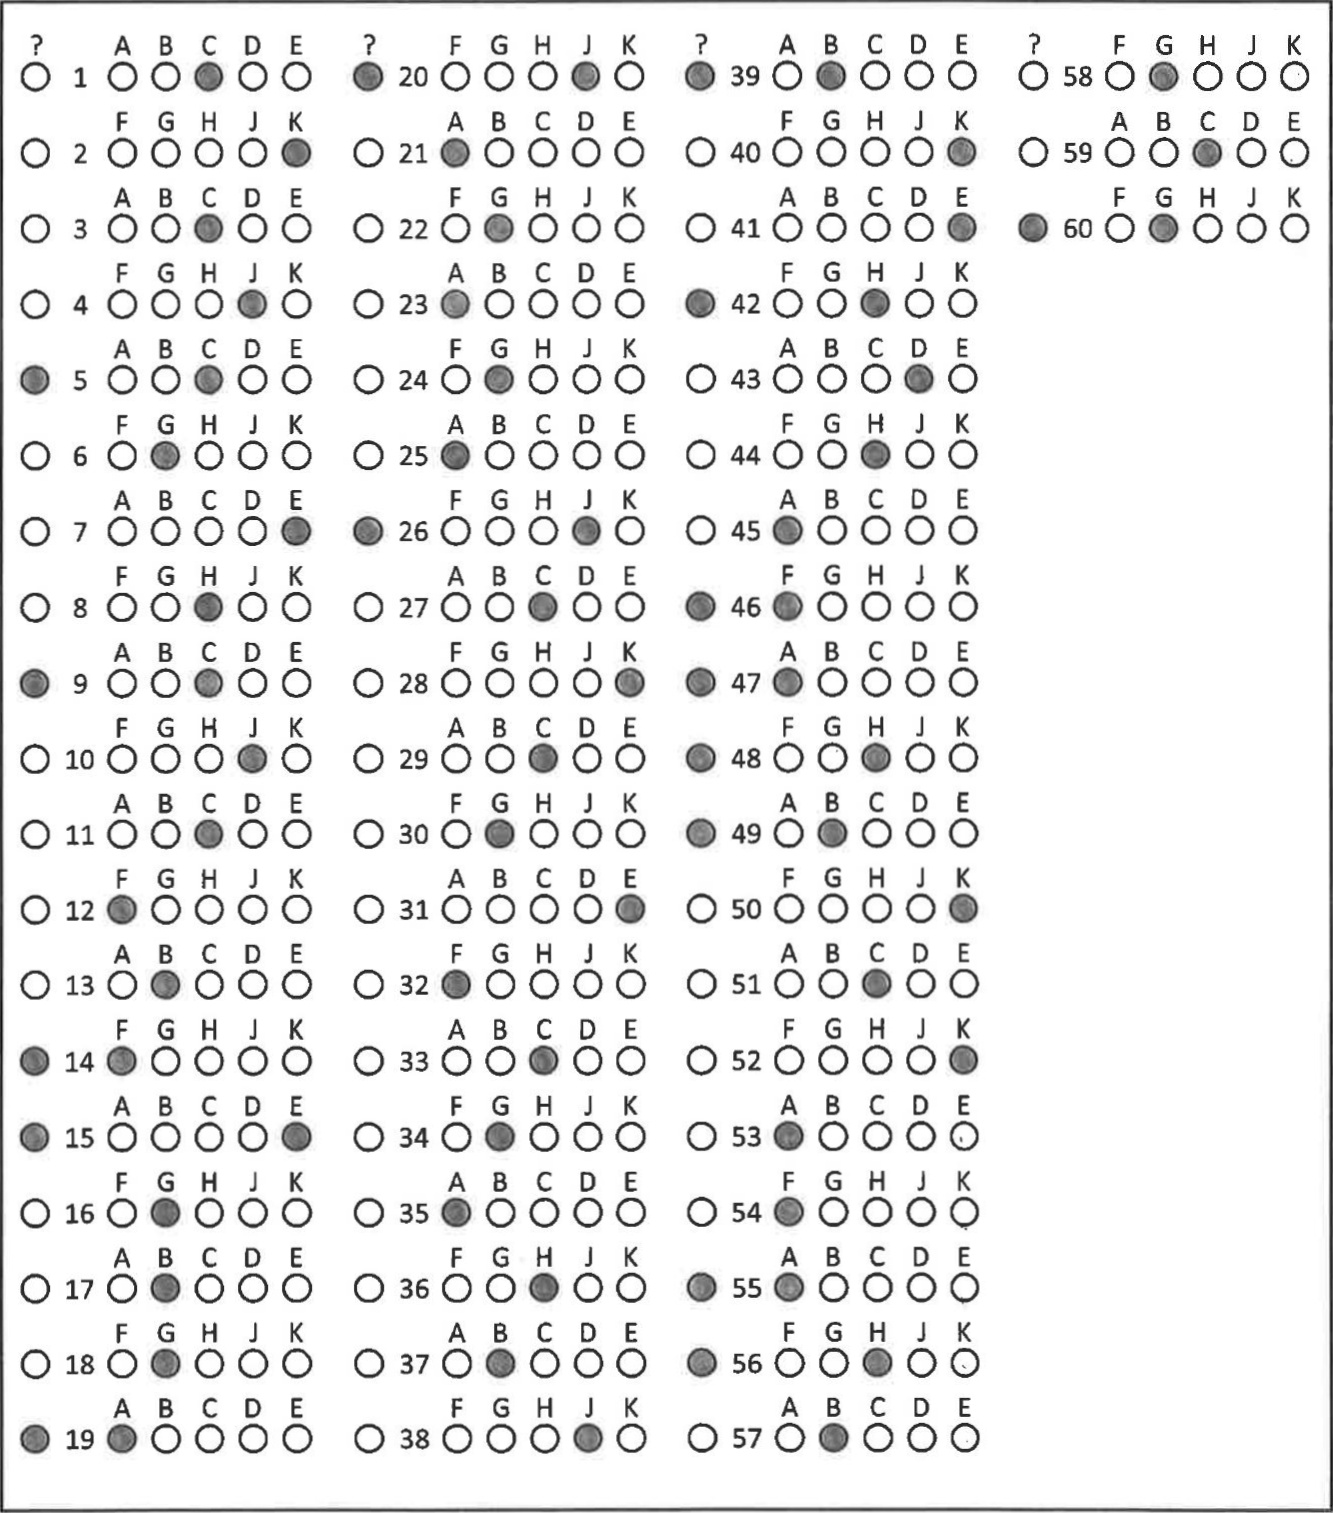 ? A B C D E
1
F G H J K
2
A B C D E
3
F G H J K
4
A B C D E
5
F G H J K
6
A B C D E
7
F G H J K
8
A B C D E
9
F G H J K
10
A B C D E
11
F G H J K
12
A B C D E
13
F G H J K
14
A B C D E
15
F G H J K
16
A B C D E
17
F G H J K
18
A B C D E
19
? F G H J K
20
A B C D E
21
F G H J K
22
A B C D E
23
F G H J K
24
A B C D E
25
F G H J K
26
A B C D E
27
F G H J K
28
A B C D E
29
F G H J K
30
A B C D E
31
F G H J K
32
A B C D E
33
F G H J K
34
A B C D E
35
F G H J K
36
A B C D E
37
F G H J K
38
? A B C D E
39
F G H J K
40
A B C D E
41
F G H J K
42
A B C D E
43
F G H J K
44
A B C D E
45
F G H J K
46
A B C D E
47
F G H J K
48
A B C D E
49
F G H J K
50
A B C D E
51
F G H J K
52
A B C D E
53
F G H J K
54
A B C D E
55
F G H J K
56
A B C D E
57
? F G H J K
58
A B C D E
59
F G H J K
60